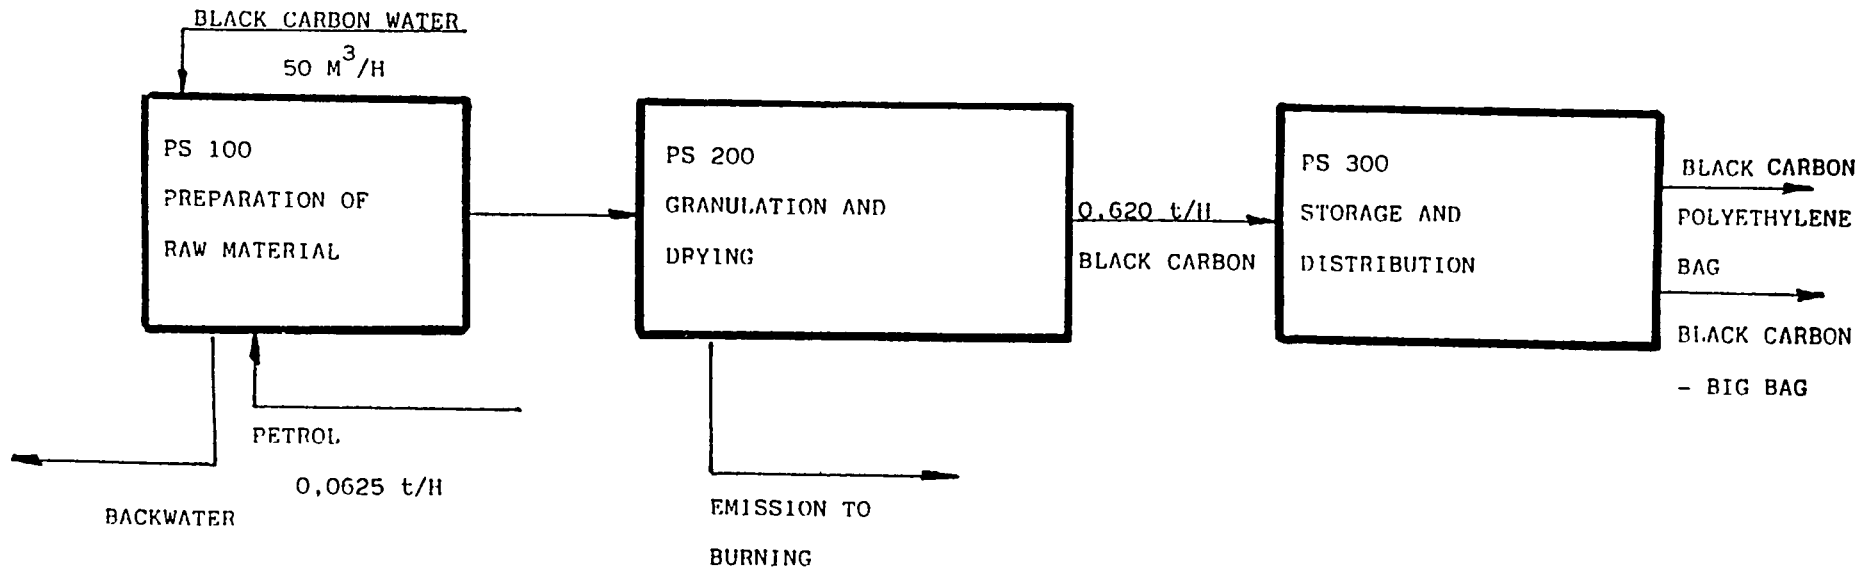 BLACK CARBON WATER
50 M³/H
PS 100
PREPARATION OF
RAW MATERIAL
PETROL
0,0625 t/H
BACKWATER
PS 200
GRANULATION AND
DRYING
EMISSION TO
BURNING
0,620 t/H
BLACK CARBON
PS 300
STORAGE AND
DISTRIBUTION
BLACK CARBON
POLYETHYLENE
BAG
BLACK CARBON
- BIG BAG